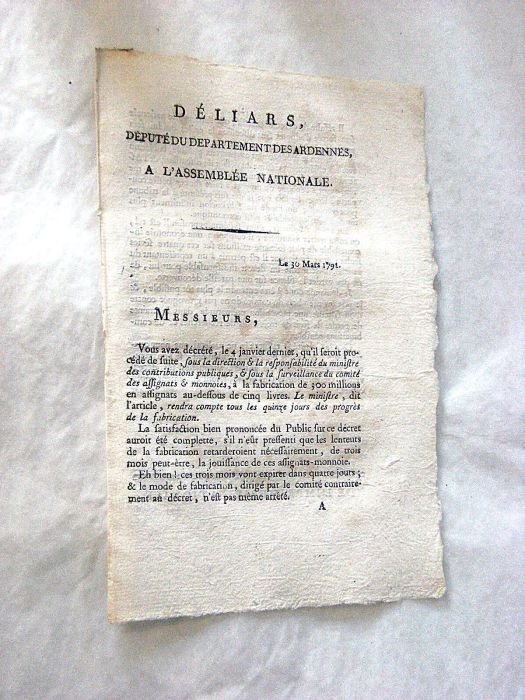 DÉLIARS,
DÉPUTÉ DU DEPARTEMENT DES ARDENNES,
A L'ASSEMBLÉE NATIONALE.
Le 30 Mars 1792.
MESSIEURS,
Vous avez décrété, le 4 janvier dernier, qu'il seroit pro-
cédé de suite, sous la direction & la responsabilité du ministre
des contributions publiques, & sous la surveillance du comité
des assignats & monnoies, à la fabrication de 300 millions
en assignats au-dessous de cinq livres. Le ministre, dit
l'article, rendra compte tous les quinze jours des progrès
de la fabrication.
La satisfaction bien prononcée du Public sur ce décret
auroit été complette, s'il n'eût pressenti que les lenteurs
de la fabrication retarderoient nécessairement, de trois
mois peut-être, la jouissance de ces assignats-monnoie.
Eh bien ! ces trois mois vont expirer dans quatre jours ;
& le mode de fabrication, dirigé par le comité contraire-
ment au décret, n'est pas même arrêté.
A